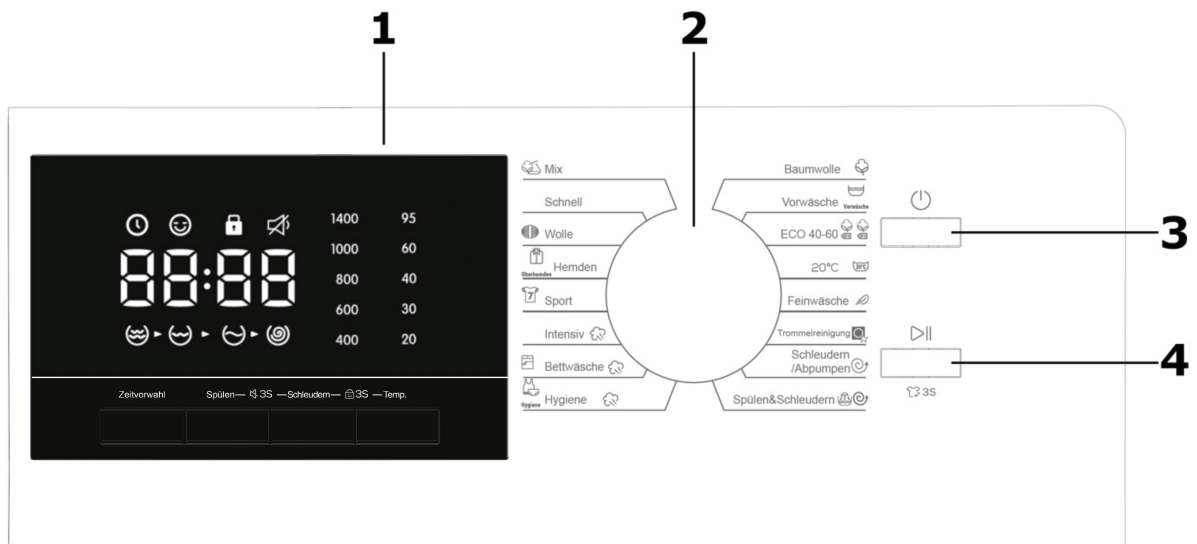 1
2
3
4
1400 95
1000 60
88:88
800 40
600 30
400 20
Zeitvorwahl Spülen— 3S —Schleudern— 3S —Temp.
Mix
Schnell
Wolle
Oberhemden
Hemden
7
Sport
Intensiv
Bettwäsche
Hygiene
Hygiene
Baumwolle
Vorwäsche
Vorwäsche
ECO 40-60
20°C
20°C
Feinwäsche
Trommelreinigung
Schleudern
/Abpumpen
Spülen&Schleudern
3S